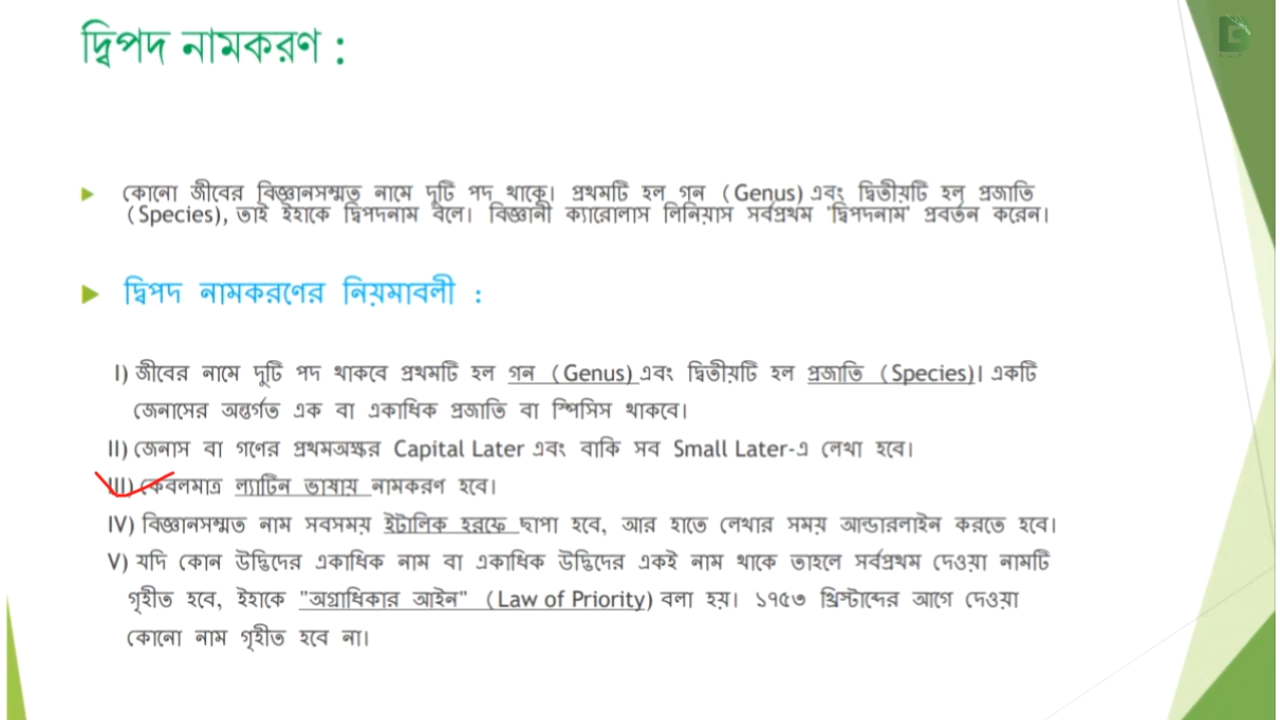 দ্বিপদ নামকরণ :
কোনো জীবের বিজ্ঞানসম্মত নামে দুটি পদ থাকে। প্রথমটি হল গন (Genus) এবং দ্বিতীয়টি হল প্রজাতি
(Species), তাই ইহাকে দ্বিপদনাম বলে। বিজ্ঞানী ক্যারোলাস লিনিয়াস সর্বপ্রথম 'দ্বিপদনাম' প্রবর্তন করেন।
দ্বিপদ নামকরণের নিয়মাবলী :
I) জীবের নামে দুটি পদ থাকবে প্রথমটি হল গন (Genus) এবং দ্বিতীয়টি হল প্রজাতি (Species)। একটি
জেনাসের অন্তর্গত এক বা একাধিক প্রজাতি বা স্পিসিস থাকবে।
II) জেনাস বা গণের প্রথমঅক্ষর Capital Later এবং বাকি সব Small Later-এ লেখা হবে।
III) কেবলমাত্র ল্যাটিন ভাষায় নামকরণ হবে।
IV) বিজ্ঞানসম্মত নাম সবসময় ইটালিক হরফে ছাপা হবে, আর হাতে লেখার সময় আন্ডারলাইন করতে হবে।
V) যদি কোন উদ্ভিদের একাধিক নাম বা একাধিক উদ্ভিদের একই নাম থাকে তাহলে সর্বপ্রথম দেওয়া নামটি
গৃহীত হবে, ইহাকে "অগ্রাধিকার আইন" (Law of Priority) বলা হয়। ১৭৫৩ খ্রিস্টাব্দের আগে দেওয়া
কোনো নাম গৃহীত হবে না।